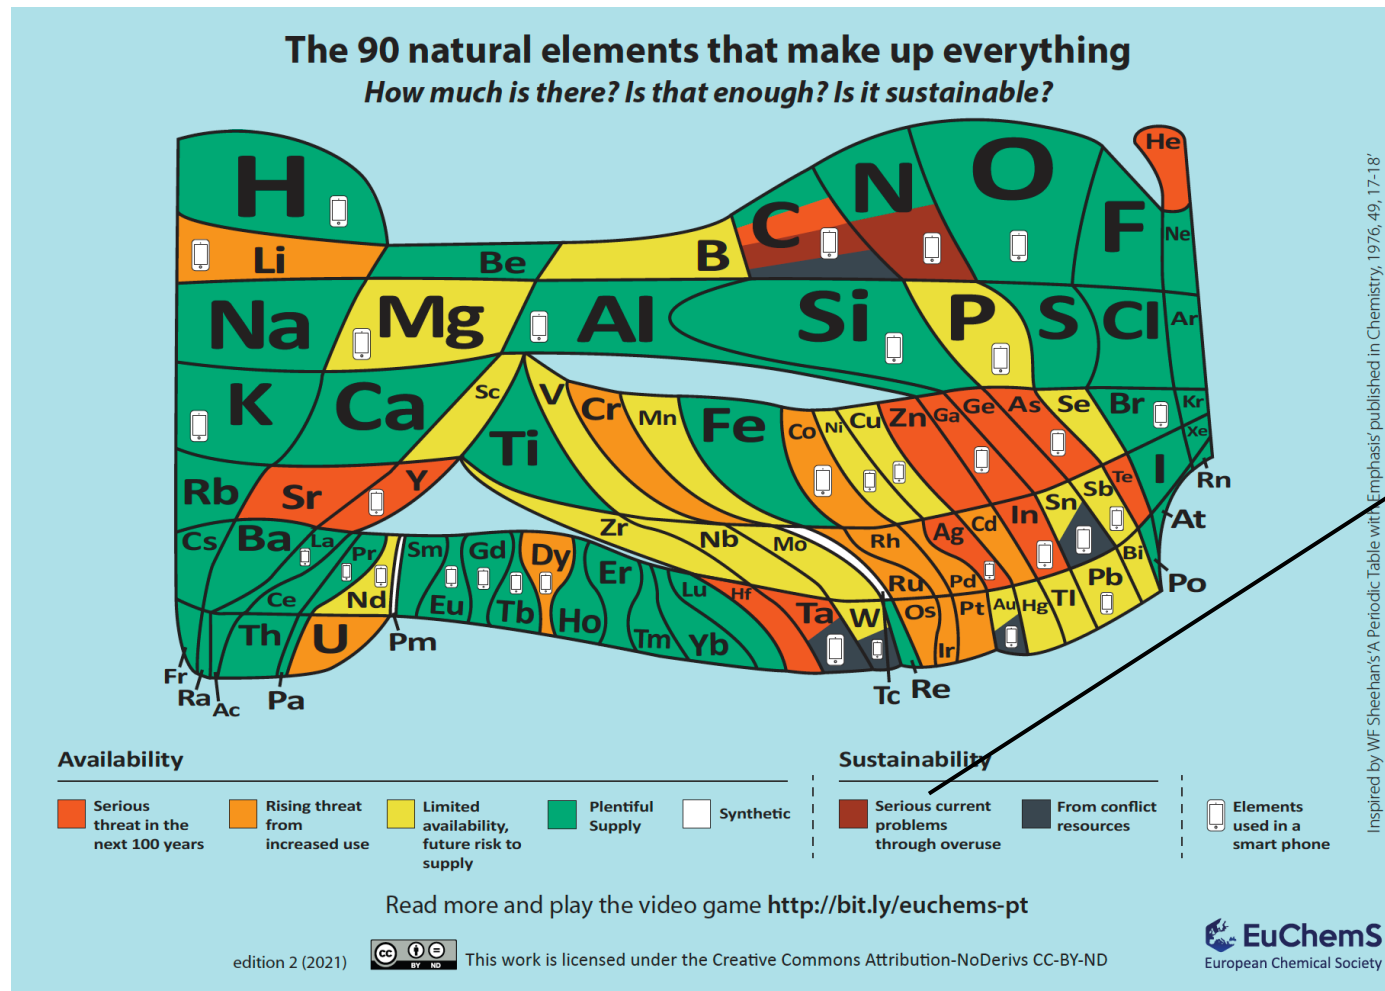 The 90 natural elements that make up everything
How much is there? Is that enough? Is it sustainable?
H
He
Li
Be
B
C
N
O
F
Ne
Na
Mg
Al
Si
P
S
Cl
Ar
K
Ca
Sc
Ti
V
Cr
Mn
Fe
Co
Ni
Cu
Zn
Ga
Ge
As
Se
Br
Kr
Rb
Sr
Y
Zr
Nb
Mo
Tc
Ru
Rh
Pd
Ag
Cd
In
Sn
Sb
Te
I
Xe
Cs
Ba
La
Ce
Pr
Nd
Pm
Sm
Eu
Gd
Tb
Dy
Ho
Er
Tm
Yb
Lu
Hf
Ta
W
Re
Os
Ir
Pt
Au
Hg
Tl
Pb
Bi
Po
At
Rn
Fr
Ra
Ac
Th
Pa
U
Inspired by WF Sheehan's 'A Periodic Table with Emphasis' published in Chemistry, 1976, 49, 17-18'
Availability
Serious
threat in the
next 100 years
Rising threat
from
increased use
Limited
availability,
future risk to
supply
Plentiful
Supply
Synthetic
Sustainability
Serious current
problems
through overuse
From conflict
resources
Elements
used in a
smart phone
Read more and play the video game http://bit.ly/euchems-pt
edition 2 (2021)
cc
BY ND
This work is licensed under the Creative Commons Attribution-NoDerivs CC-BY-ND
EuChemS
European Chemical Society